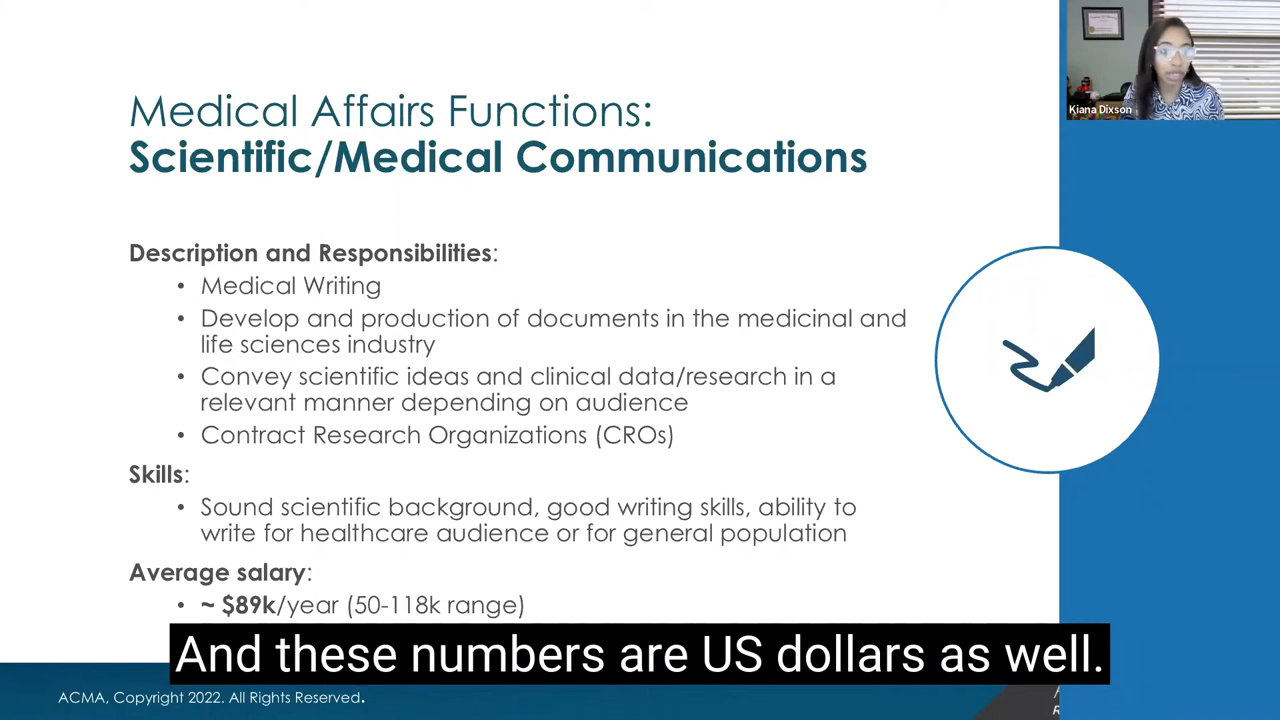 Kiana Dixson
Medical Affairs Functions:
Scientific/Medical Communications
Description and Responsibilities:
• Medical Writing
• Develop and production of documents in the medicinal and
life sciences industry
• Convey scientific ideas and clinical data/research in a
relevant manner depending on audience
• Contract Research Organizations (CROs)
Skills:
• Sound scientific background, good writing skills, ability to
write for healthcare audience or for general population
Average salary:
• ~ $89k/year (50-118k range)
And these numbers are US dollars as well.
ACMA, Copyright 2022. All Rights Reserved.